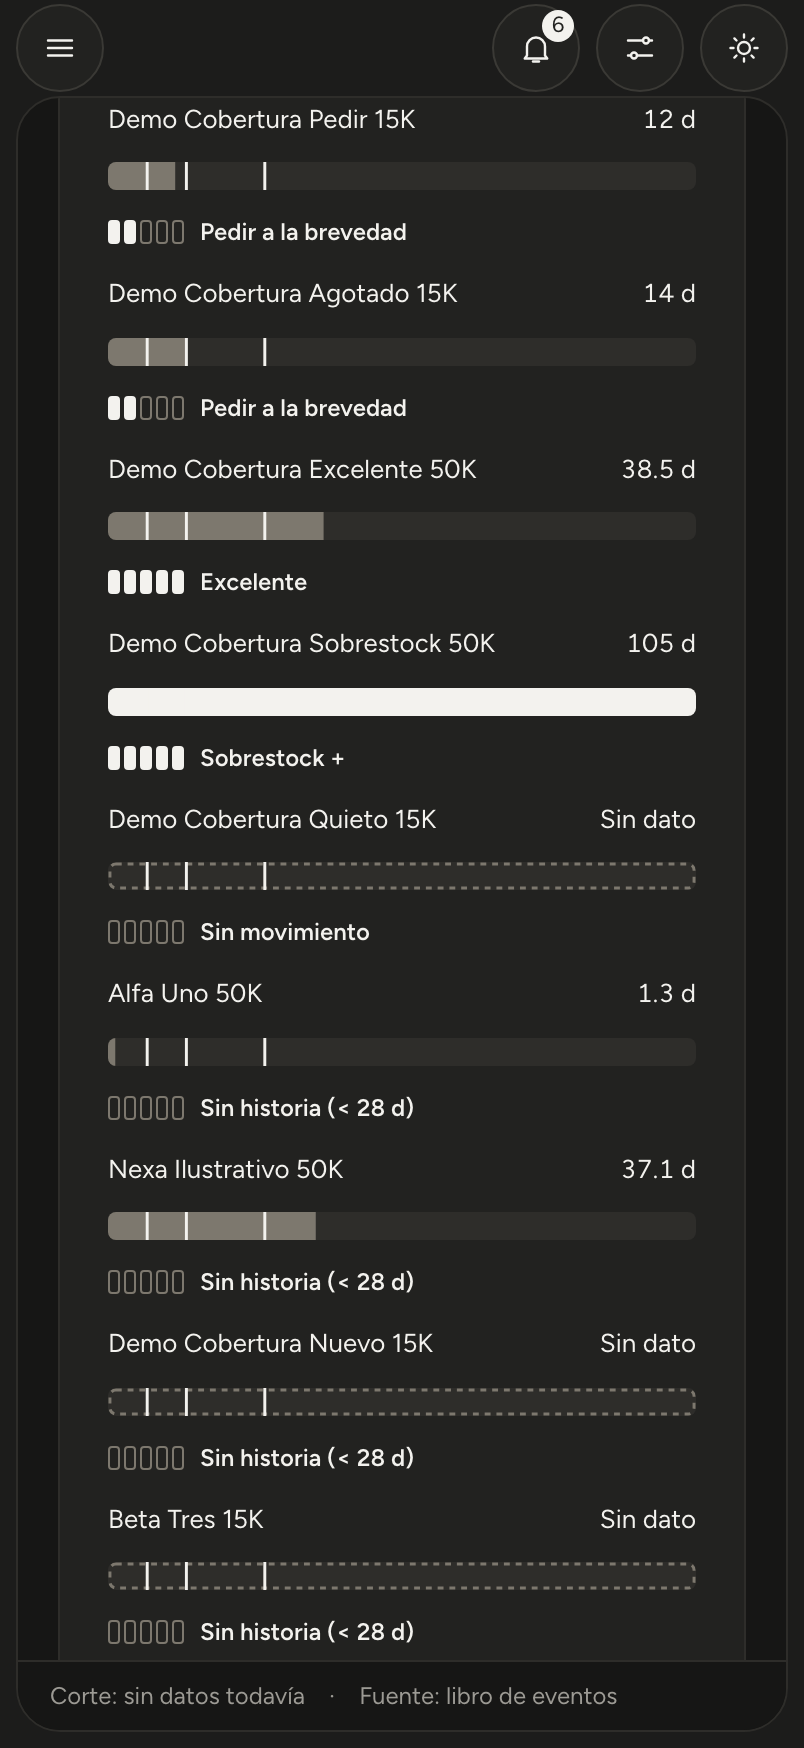 6
Demo Cobertura Pedir 15K 12 d
Pedir a la brevedad
Demo Cobertura Agotado 15K 14 d
Pedir a la brevedad
Demo Cobertura Excelente 50K 38.5 d
Excelente
Demo Cobertura Sobrestock 50K 105 d
Sobrestock +
Demo Cobertura Quieto 15K Sin dato
Sin movimiento
Alfa Uno 50K 1.3 d
Sin historia (< 28 d)
Nexa Ilustrativo 50K 37.1 d
Sin historia (< 28 d)
Demo Cobertura Nuevo 15K Sin dato
Sin historia (< 28 d)
Beta Tres 15K Sin dato
Sin historia (< 28 d)
Corte: sin datos todavía · Fuente: libro de eventos